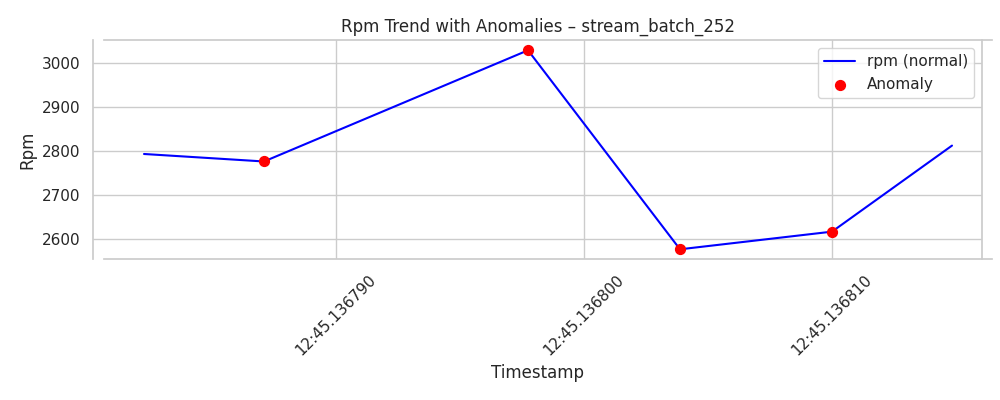 Rpm Trend with Anomalies – stream_batch_252
rpm (normal)
Anomaly
Rpm
3000
2900
2800
2700
2600
12:45.136790
12:45.136800
12:45.136810
Timestamp